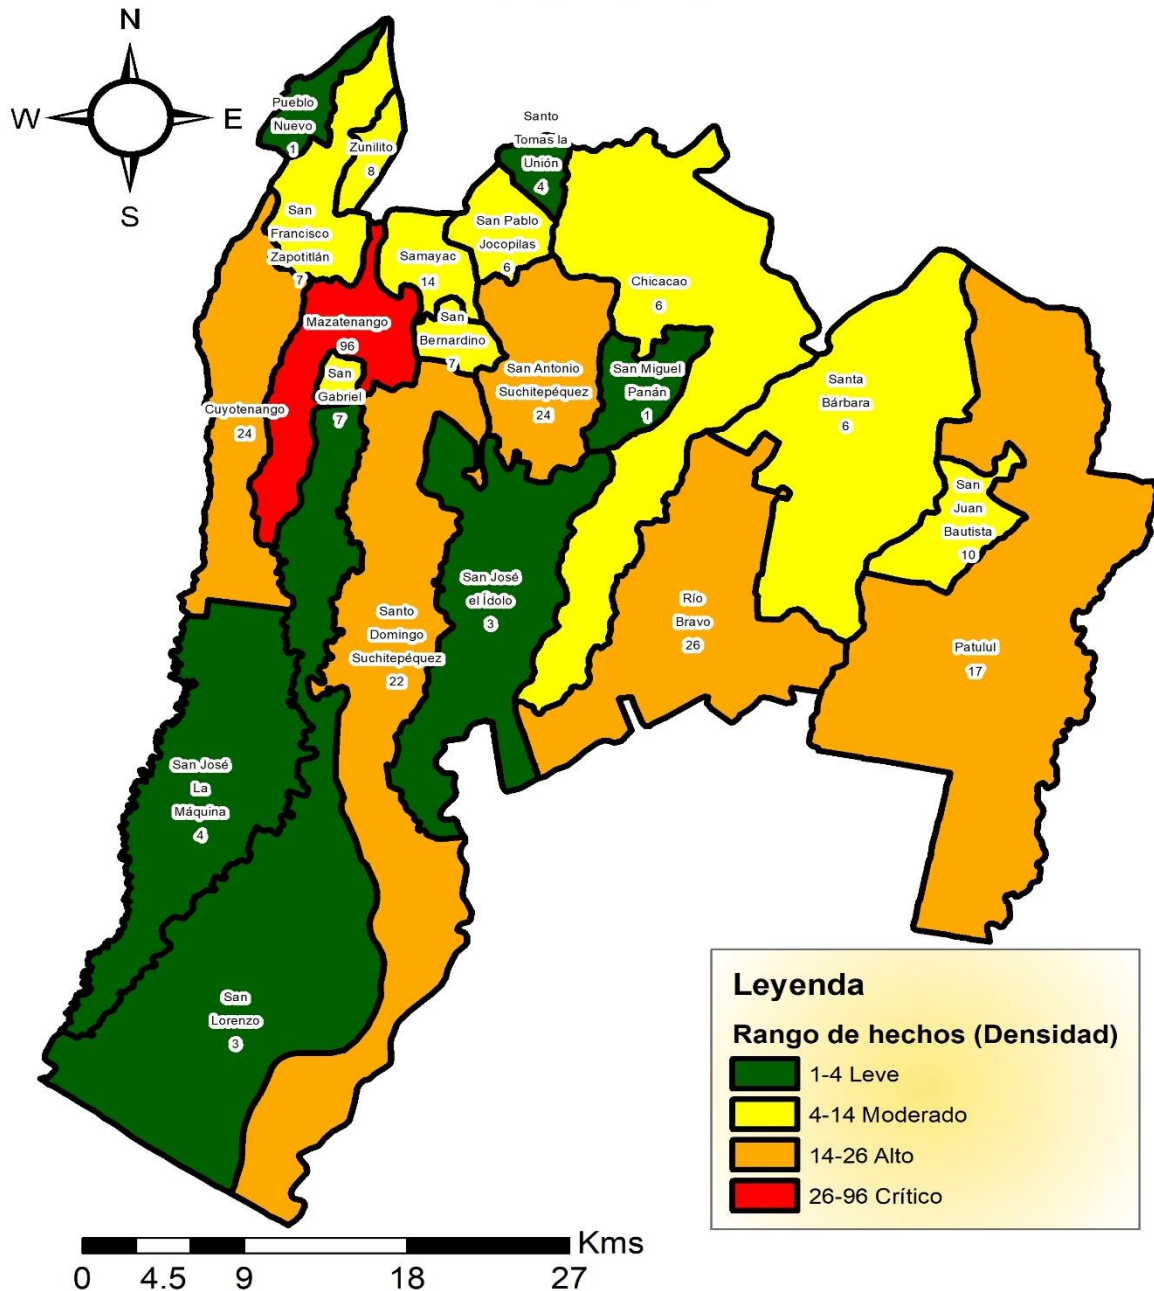 N
W
E
S
Pueblo
Nuevo
1
Zunilito
8
Santo
Tomas la
Unión
4
San
Francisco
Zapotitlán
7
San Pablo
Jocopilas
6
Samayac
14
Chicacao
6
Mazatenango
96
San
Bernardino
7
San
Gabriel
7
San Antonio
Suchitepéquez
24
San Miguel
Panán
1
Santa
Bárbara
6
Cuyotenango
24
San
Juan
Bautista
10
San José
el Ídolo
3
Santo
Domingo
Suchitepéquez
22
Río
Bravo
26
Patulul
17
San José
La
Máquina
4
San
Lorenzo
3
Leyenda
Rango de hechos (Densidad)
1-4 Leve
4-14 Moderado
14-26 Alto
26-96 Crítico
Kms
0 4.5 9 18 27